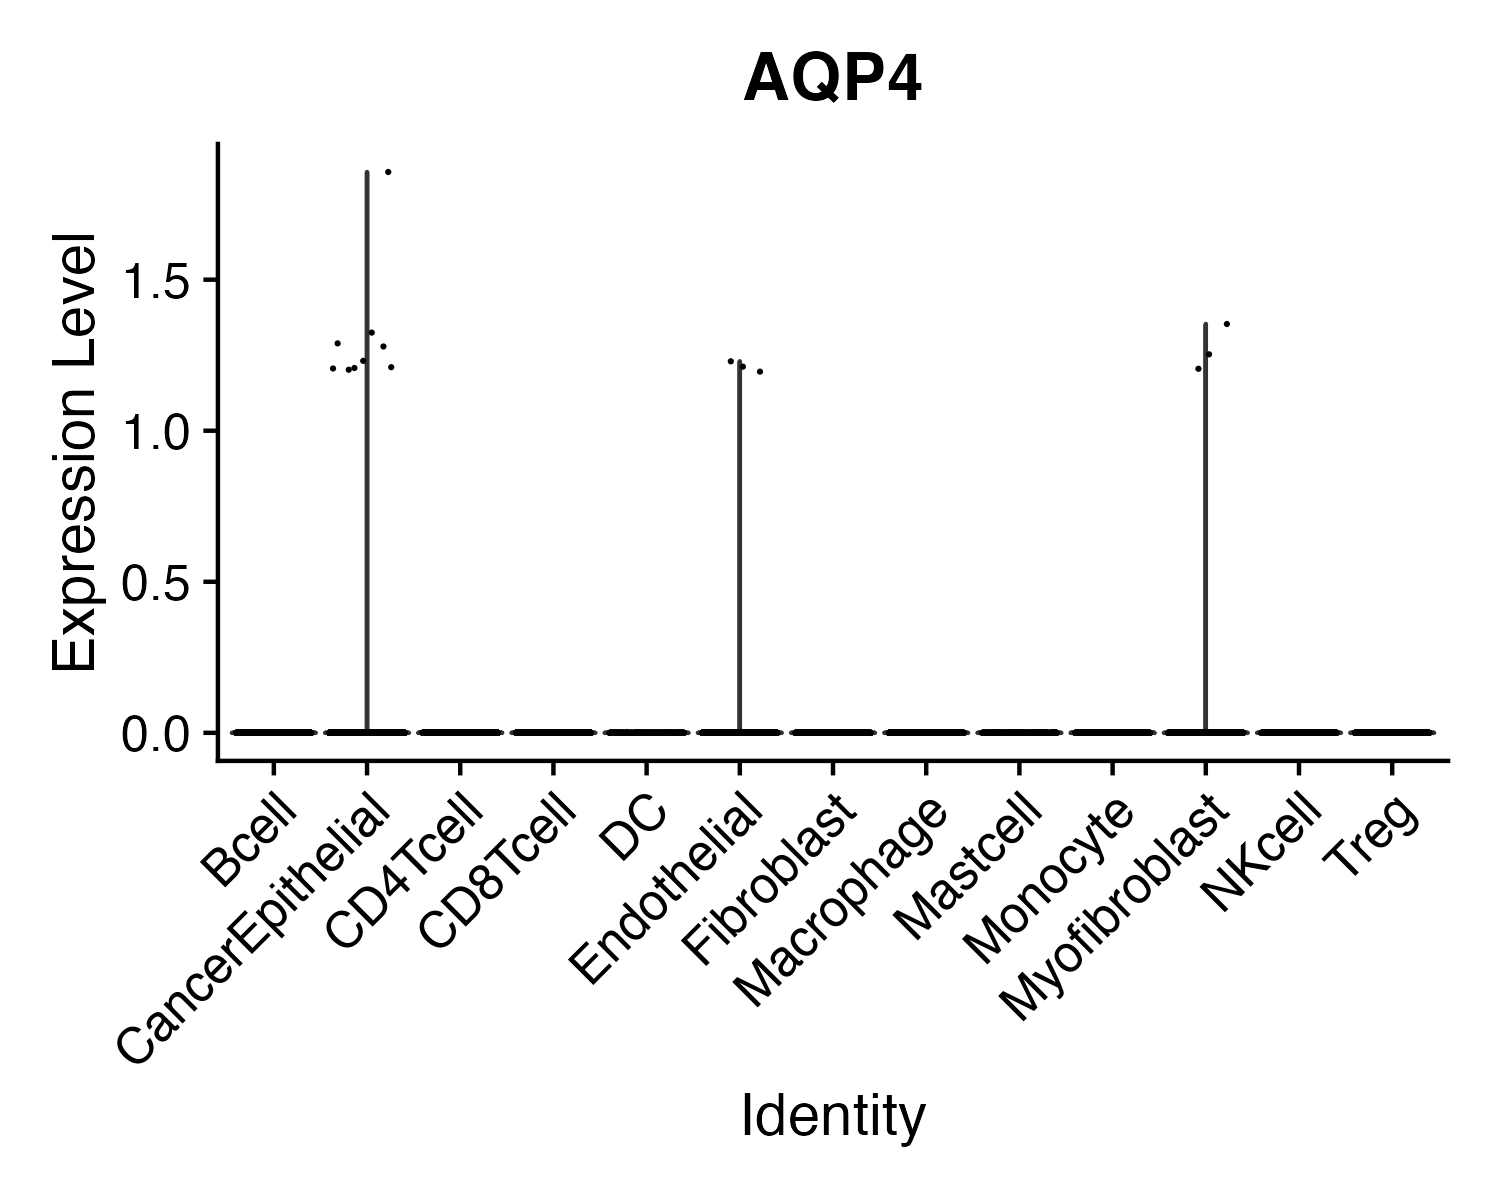 AQP4
Expression Level
1.5
1.0
0.5
0.0
Bcell
CancerEpithelial
CD4Tcell
CD8Tcell
DC
Endothelial
Fibroblast
Macrophage
Mastcell
Monocyte
Myofibroblast
NKcell
Treg
Identity